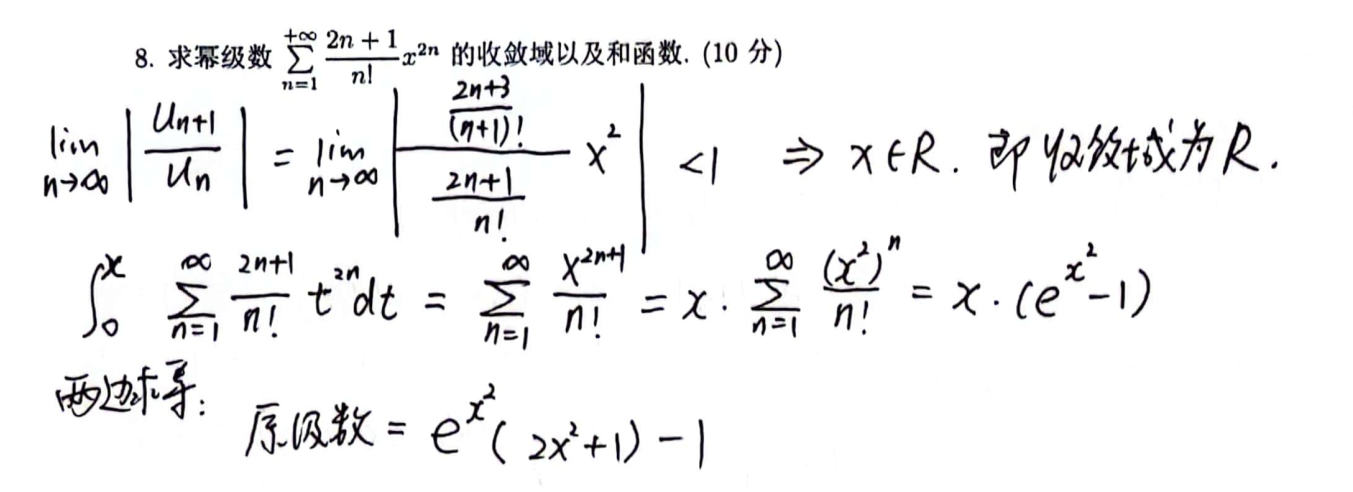 8. 求幂级数 $\sum_{n=1}^{+\infty} \frac{2n+1}{n!} x^{2n}$ 的收敛域以及和函数. (10 分)
$\lim_{n \to \infty} \left| \frac{u_{n+1}}{u_n} \right| = \lim_{n \to \infty} \left| \frac{\frac{2n+3}{(n+1)!}}{\frac{2n+1}{n!}} x^2 \right| < 1 \Rightarrow x \in R$. 即收敛域为 R.
$\int_0^x \sum_{n=1}^{\infty} \frac{2n+1}{n!} t^{2n} dt = \sum_{n=1}^{\infty} \frac{x^{2n+1}}{n!} = x \cdot \sum_{n=1}^{\infty} \frac{(x^2)^n}{n!} = x \cdot (e^{x^2} - 1)$
两边求导:
原级数 $= e^{x^2} (2x^2+1) - 1$